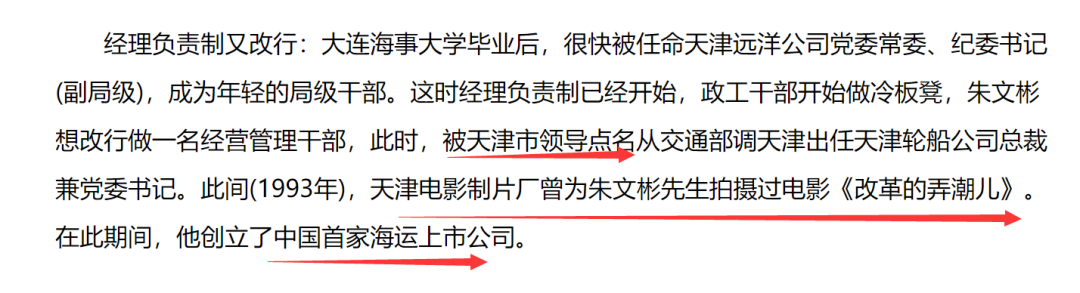 经理负责制又改行：大连海事大学毕业后，很快被任命天津远洋公司党委常委、纪委书记
(副局级)，成为年轻的局级干部。这时经理负责制已经开始，政工干部开始做冷板凳，朱文彬
想改行做一名经营管理干部，此时，被天津市领导点名从交通部调天津出任天津轮船公司总裁
兼党委书记。此间(1993年)，天津电影制片厂曾为朱文彬先生拍摄过电影《改革的弄潮儿》。
在此期间，他创立了中国首家海运上市公司。